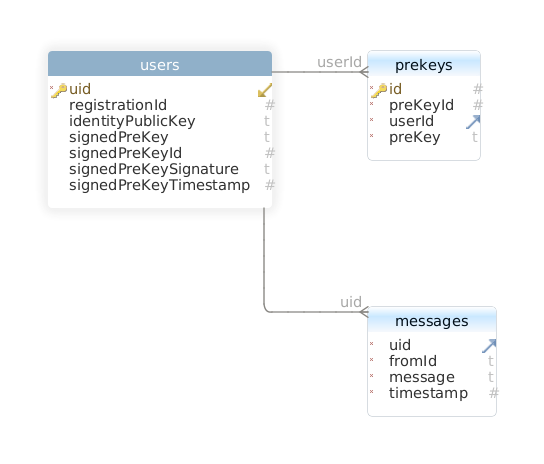 users
uid
registrationId #
identityPublicKey t
signedPreKey t
signedPreKeyId #
signedPreKeySignature t
signedPreKeyTimestamp #
userId
prekeys
id #
preKeyId #
userId
preKey t
uid
messages
uid
fromId t
message t
timestamp #